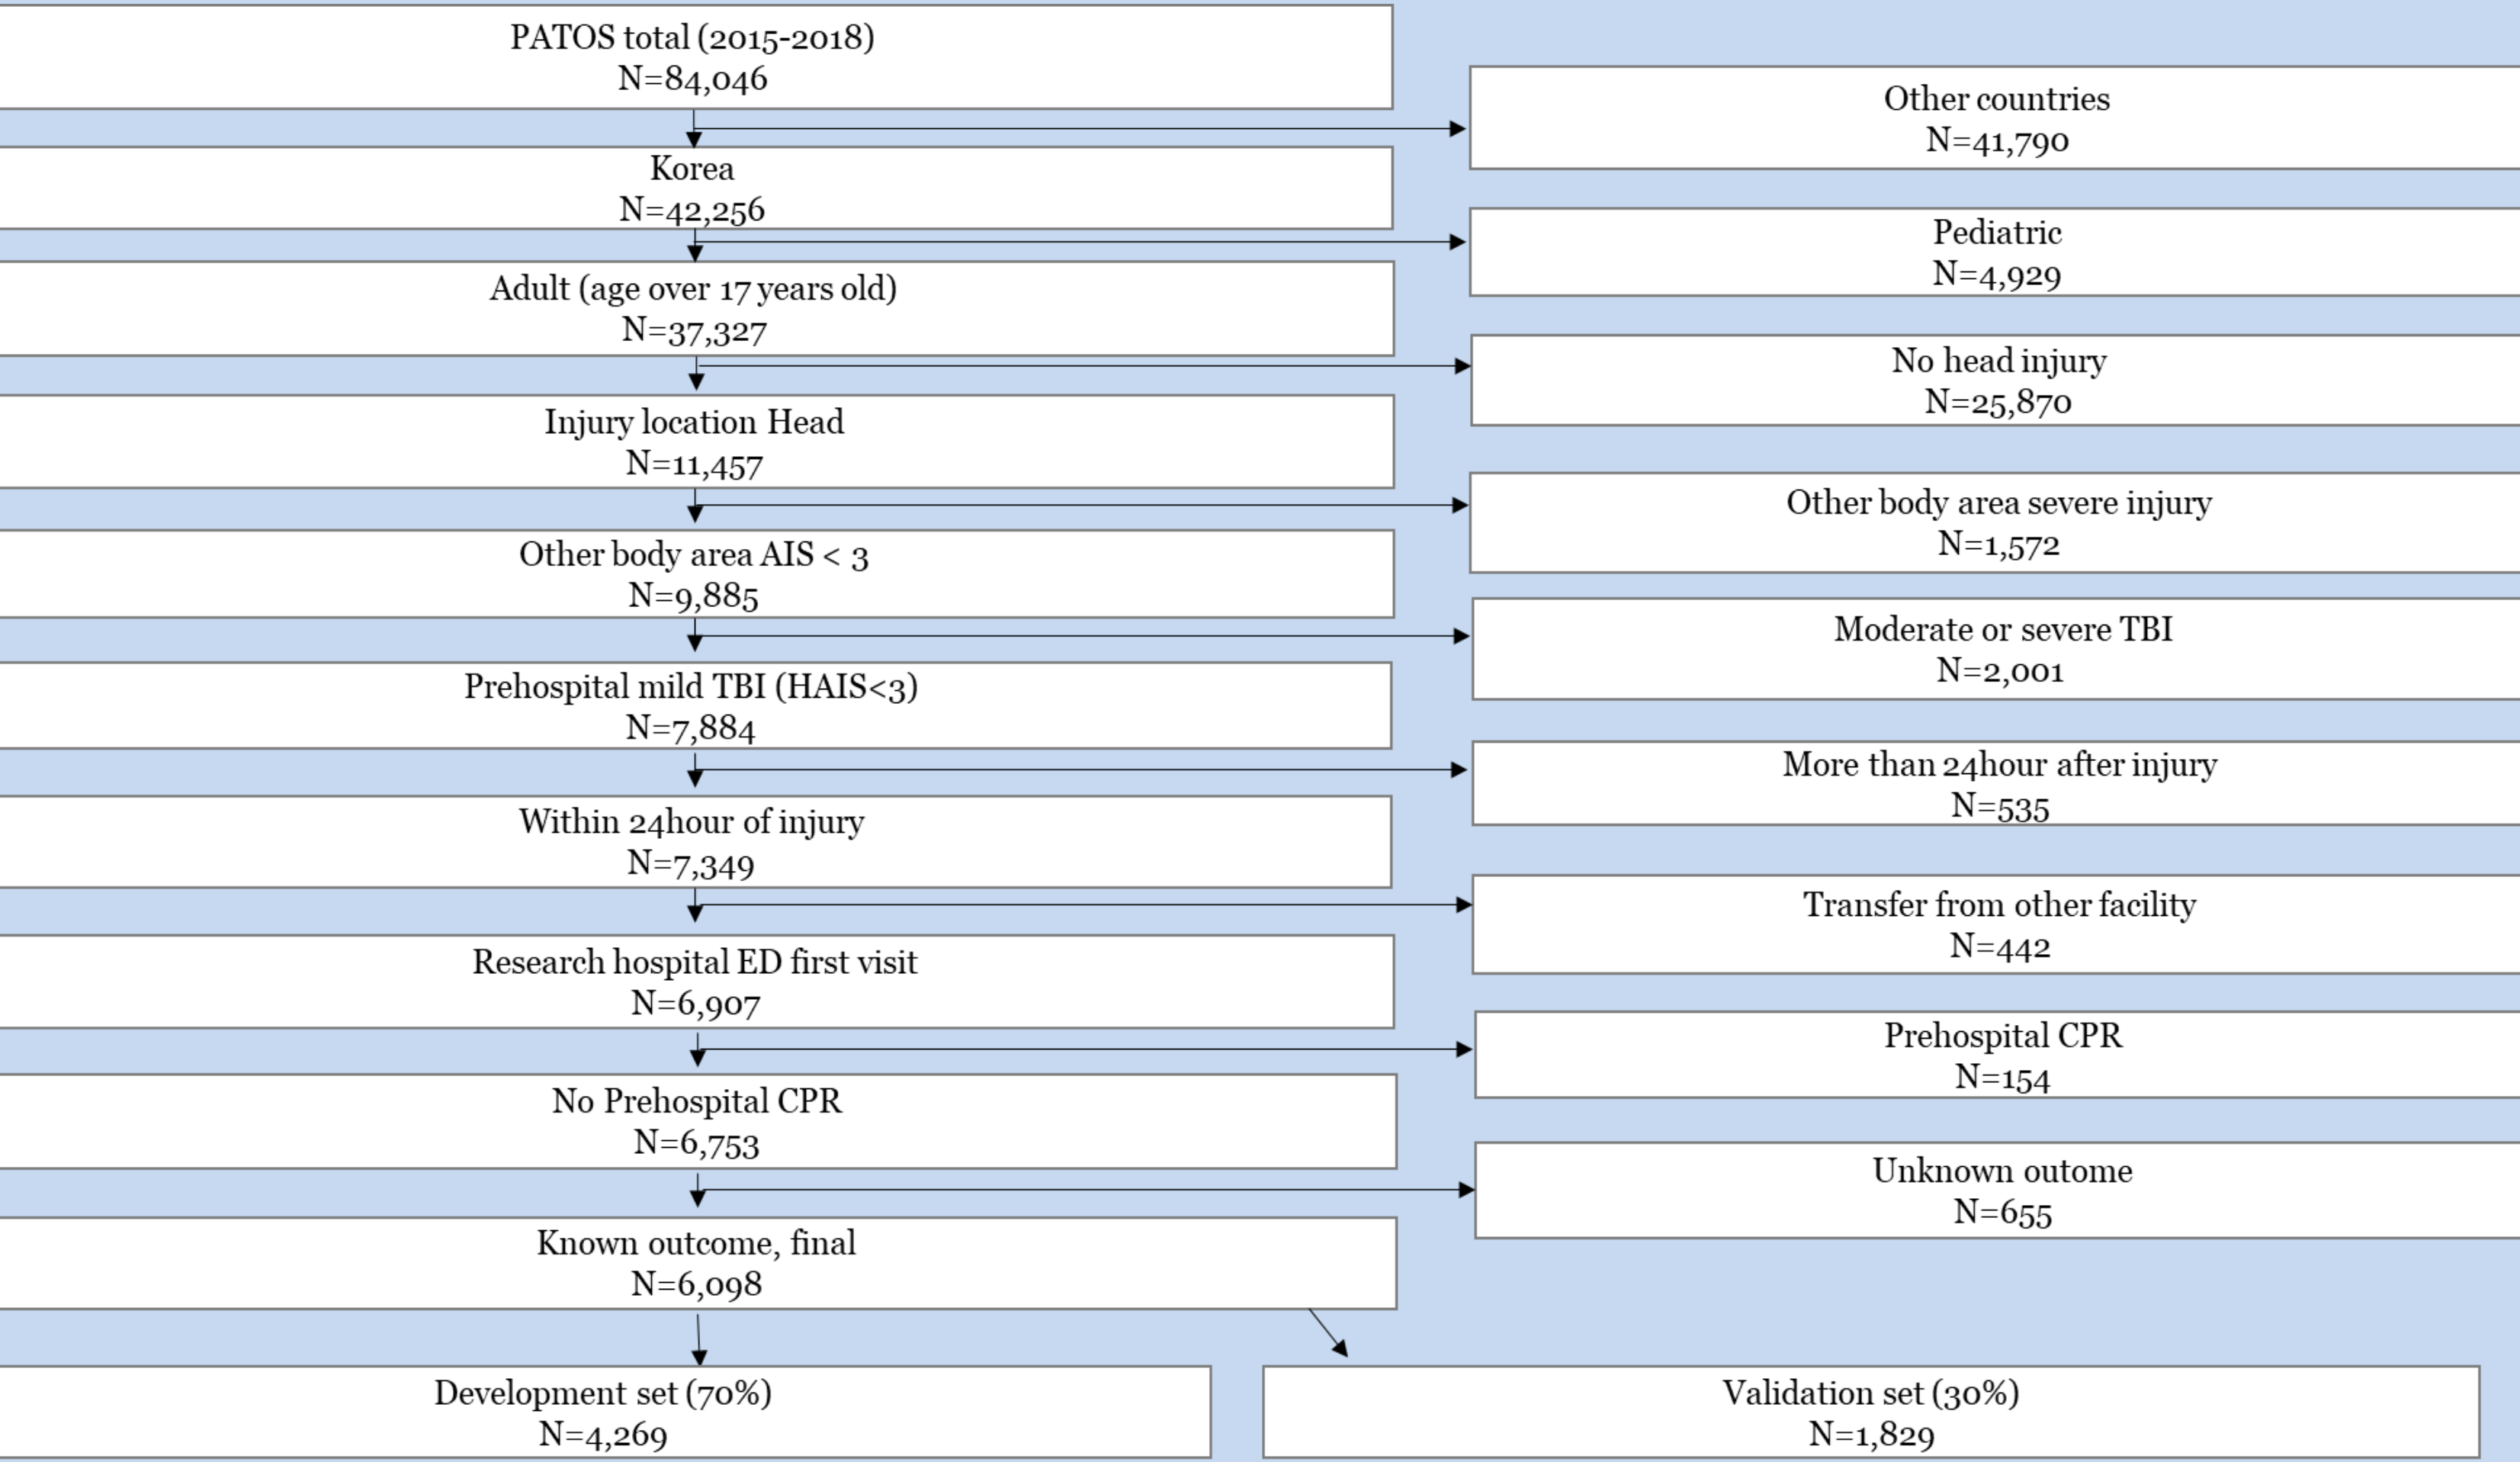 PATOS total (2015-2018)
N=84,046
Other countries
N=41,790
Korea
N=42,256
Pediatric
N=4,929
Adult (age over 17 years old)
N=37,327
No head injury
N=25,870
Injury location Head
N=11,457
Other body area severe injury
N=1,572
Other body area AIS < 3
N=9,885
Moderate or severe TBI
N=2,001
Prehospital mild TBI (HAIS<3)
N=7,884
More than 24hour after injury
N=535
Within 24hour of injury
N=7,349
Transfer from other facility
N=442
Research hospital ED first visit
N=6,907
Prehospital CPR
N=154
No Prehospital CPR
N=6,753
Unknown outome
N=655
Known outcome, final
N=6,098
Development set (70%)
N=4,269
Validation set (30%)
N=1,829